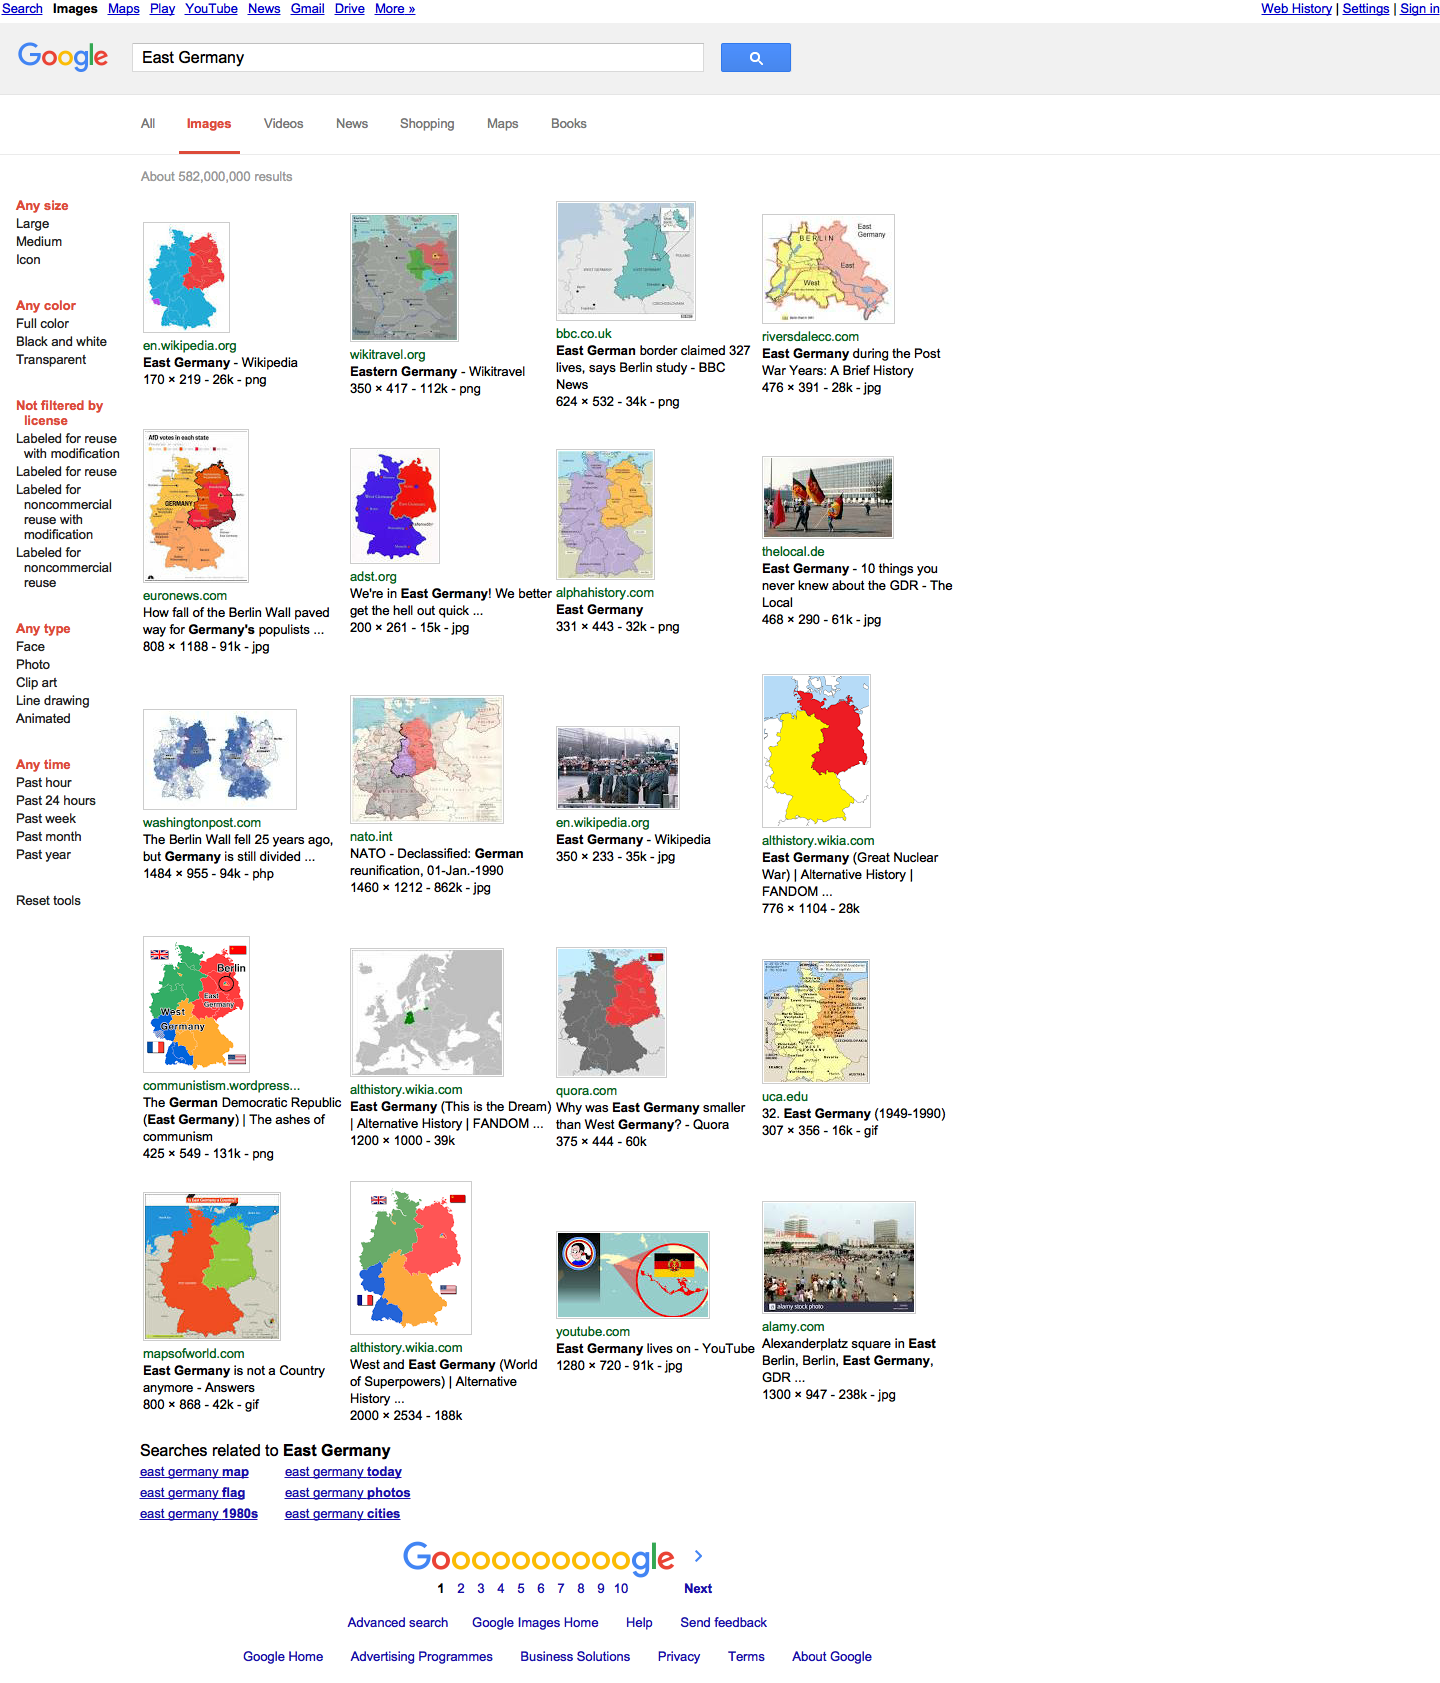 Search Images Maps Play YouTube News Gmail Drive More »
Web History | Settings | Sign in
Google
East Germany
All Images Videos News Shopping Maps Books
About 582,000,000 results
Any size
Large
Medium
Icon
Any color
Full color
Black and white
Transparent
Not filtered by
license
Labeled for reuse
with modification
Labeled for reuse
Labeled for
noncommercial
reuse with
modification
Labeled for
noncommercial
reuse
Any type
Face
Photo
Clip art
Line drawing
Animated
Any time
Past hour
Past 24 hours
Past week
Past month
Past year
Reset tools
en.wikipedia.org
East Germany - Wikipedia
170 × 219 - 26k - png
wikitravel.org
Eastern Germany - Wikitravel
350 × 417 - 112k - png
bbc.co.uk
East German border claimed 327
lives, says Berlin study - BBC
News
624 × 532 - 34k - png
BERLIN
East
Germany
East
West
riversdalecc.com
East Germany during the Post
War Years: A Brief History
476 × 391 - 28k - jpg
AfD votes in each state
GERMANY
euronews.com
How fall of the Berlin Wall paved
way for Germany's populists ...
808 × 1188 - 91k - jpg
adst.org
We're in East Germany! We better
get the hell out quick ...
200 × 261 - 15k - jpg
alphahistory.com
East Germany
331 × 443 - 32k - png
thelocal.de
East Germany - 10 things you
never knew about the GDR - The
Local
468 × 290 - 61k - jpg
washingtonpost.com
The Berlin Wall fell 25 years ago,
but Germany is still divided ...
1484 × 955 - 94k - php
nato.int
NATO - Declassified: German
reunification, 01-Jan.-1990
1460 × 1212 - 862k - jpg
en.wikipedia.org
East Germany - Wikipedia
350 × 233 - 35k - jpg
althistory.wikia.com
East Germany (Great Nuclear
War) | Alternative History |
FANDOM ...
776 × 1104 - 28k
Berlin
East
Germany
West
Germany
communistism.wordpress...
The German Democratic Republic
(East Germany) | The ashes of
communism
425 × 549 - 131k - png
althistory.wikia.com
East Germany (This is the Dream)
| Alternative History | FANDOM ...
1200 × 1000 - 39k
quora.com
Why was East Germany smaller
than West Germany? - Quora
375 × 444 - 60k
uca.edu
32. East Germany (1949-1990)
307 × 356 - 16k - gif
mapsofworld.com
East Germany is not a Country
anymore - Answers
800 × 868 - 42k - gif
althistory.wikia.com
West and East Germany (World
of Superpowers) | Alternative
History ...
2000 × 2534 - 188k
youtube.com
East Germany lives on - YouTube
1280 × 720 - 91k - jpg
alamy stock photo
alamy.com
Alexanderplatz square in East
Berlin, Berlin, East Germany,
GDR ...
1300 × 947 - 238k - jpg
Searches related to East Germany
east germany map east germany today
east germany flag east germany photos
east germany 1980s east germany cities
Goooooooooogle
1 2 3 4 5 6 7 8 9 10 Next
Advanced search Google Images Home Help Send feedback
Google Home Advertising Programmes Business Solutions Privacy Terms About Google